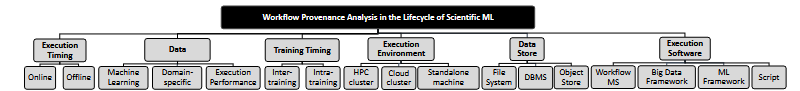 Workflow Provenance Analysis in the Lifecycle of Scientific ML
Execution
Timing
Data
Training Timing
Execution
Environment
Data
Store
Execution
Software
Online
Offline
Machine
Learning
Domain-
specific
Execution
Performance
Inter-
training
Intra-
training
HPC
cluster
Cloud
cluster
Standalone
machine
File
System
DBMS
Object
Store
Workflow
MS
Big Data
Framework
ML
Framework
Script